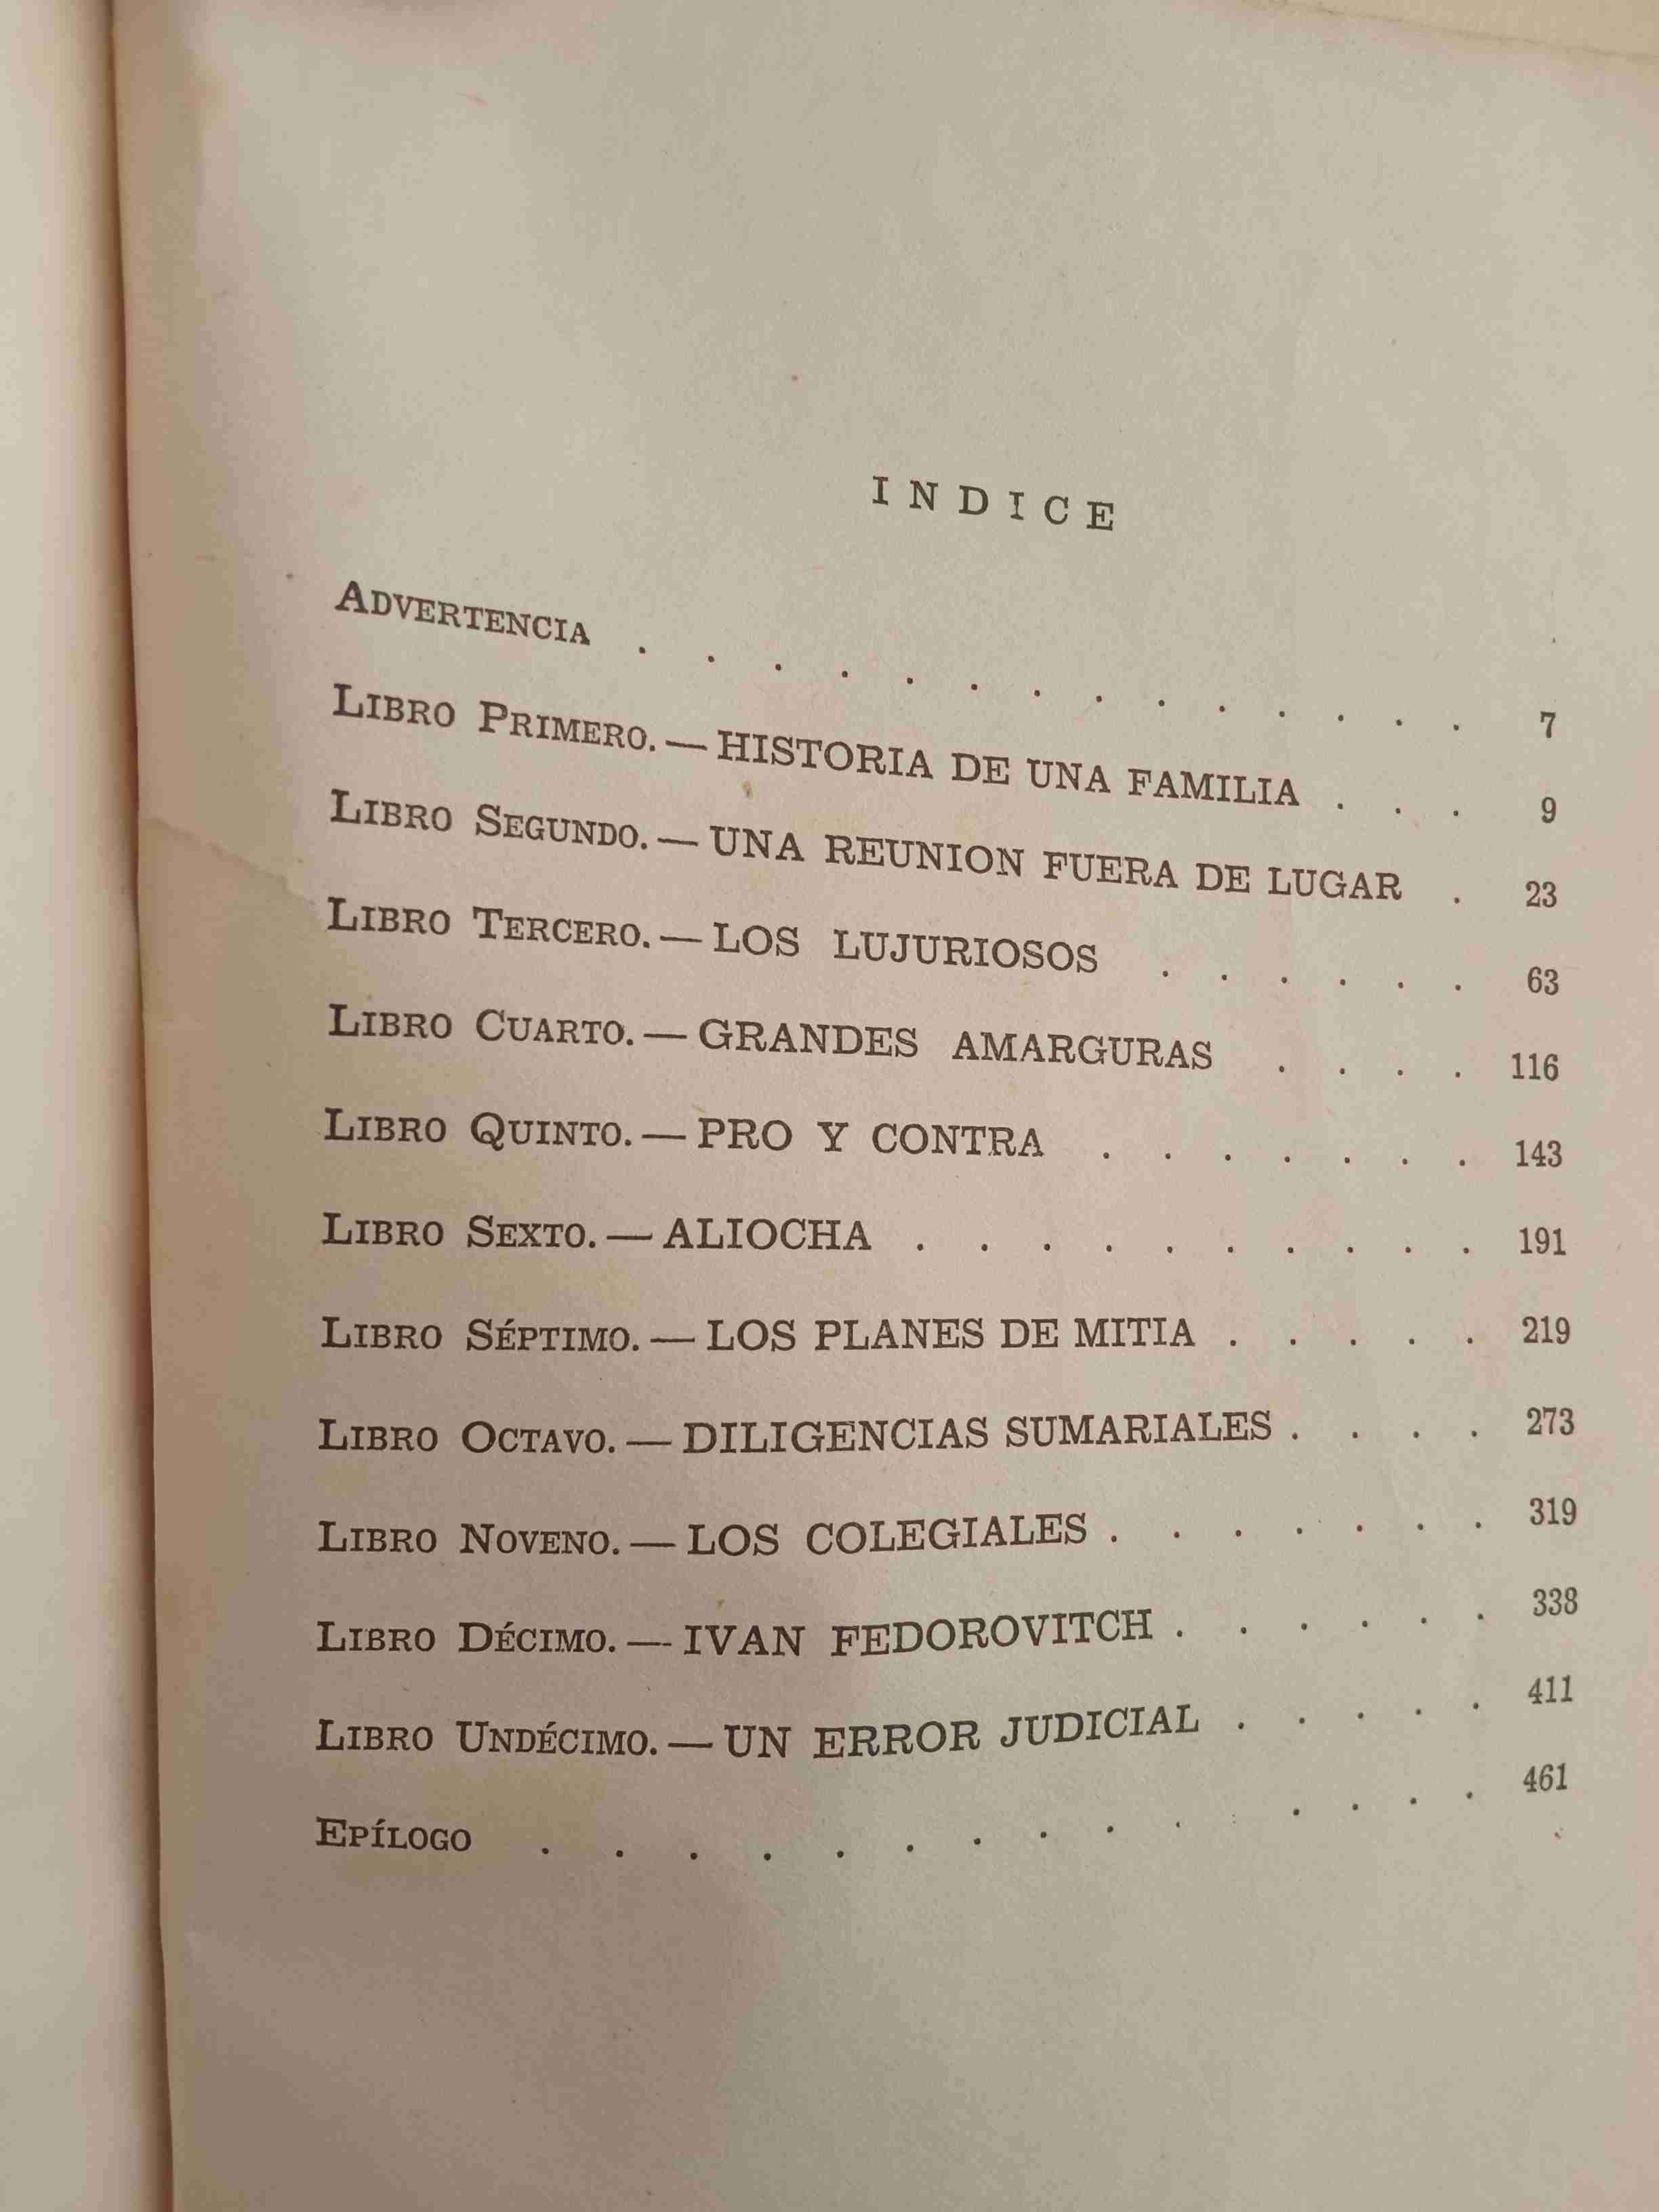 INDICE
ADVERTENCIA . . . . . . . . . . . . . . 7
LIBRO PRIMERO. — HISTORIA DE UNA FAMILIA . . . 9
LIBRO SEGUNDO. — UNA REUNION FUERA DE LUGAR . 23
LIBRO TERCERO. — LOS LUJURIOSOS . . . . . . 63
LIBRO CUARTO. — GRANDES AMARGURAS . . . . 116
LIBRO QUINTO. — PRO Y CONTRA . . . . . . . 143
LIBRO SEXTO. — ALIOCHA . . . . . . . . . . 191
LIBRO SÉPTIMO. — LOS PLANES DE MITIA . . . . . 219
LIBRO OCTAVO. — DILIGENCIAS SUMARIALES . . . . 273
LIBRO NOVENO. — LOS COLEGIALES . . . . . . . 319
LIBRO DÉCIMO. — IVAN FEDOROVITCH . . . . . . 338
LIBRO UNDÉCIMO. — UN ERROR JUDICIAL . . . . . 411
EPÍLOGO . . . . . . . . . . . . . . . 461